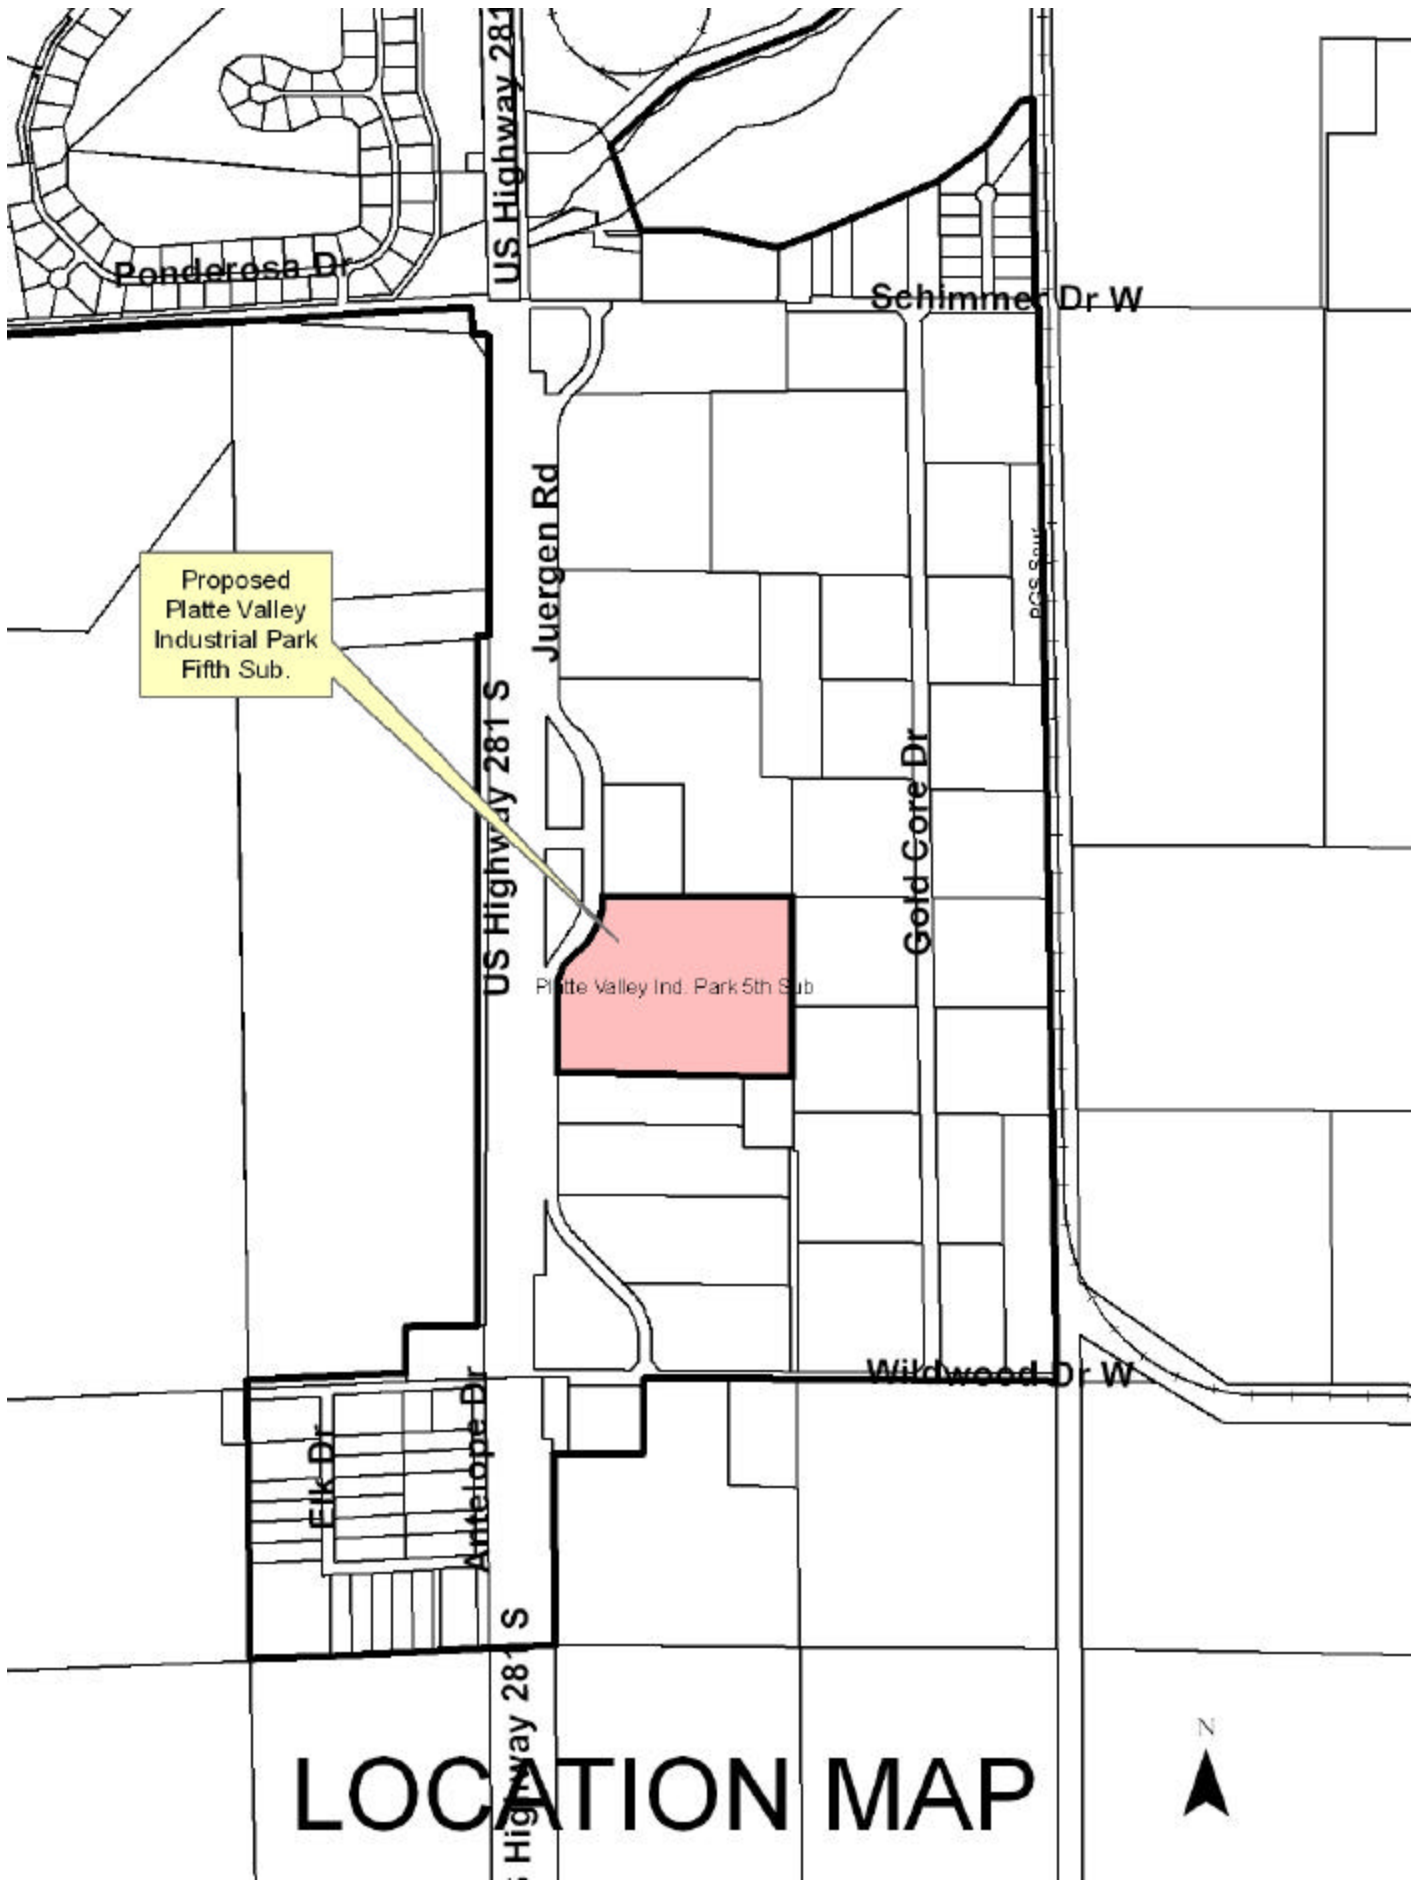 US Highway 281
Ponderosa Dr
Schimmer Dr W
Juergen Rd
PGS Spur
Proposed
Platte Valley
Industrial Park
Fifth Sub.
US Highway 281 S
Gold Core Dr
Platte Valley Ind. Park 5th Sub
Wildwood Dr W
Elk Dr
Antelope Dr
S Highway 281 S
N
LOCATION MAP